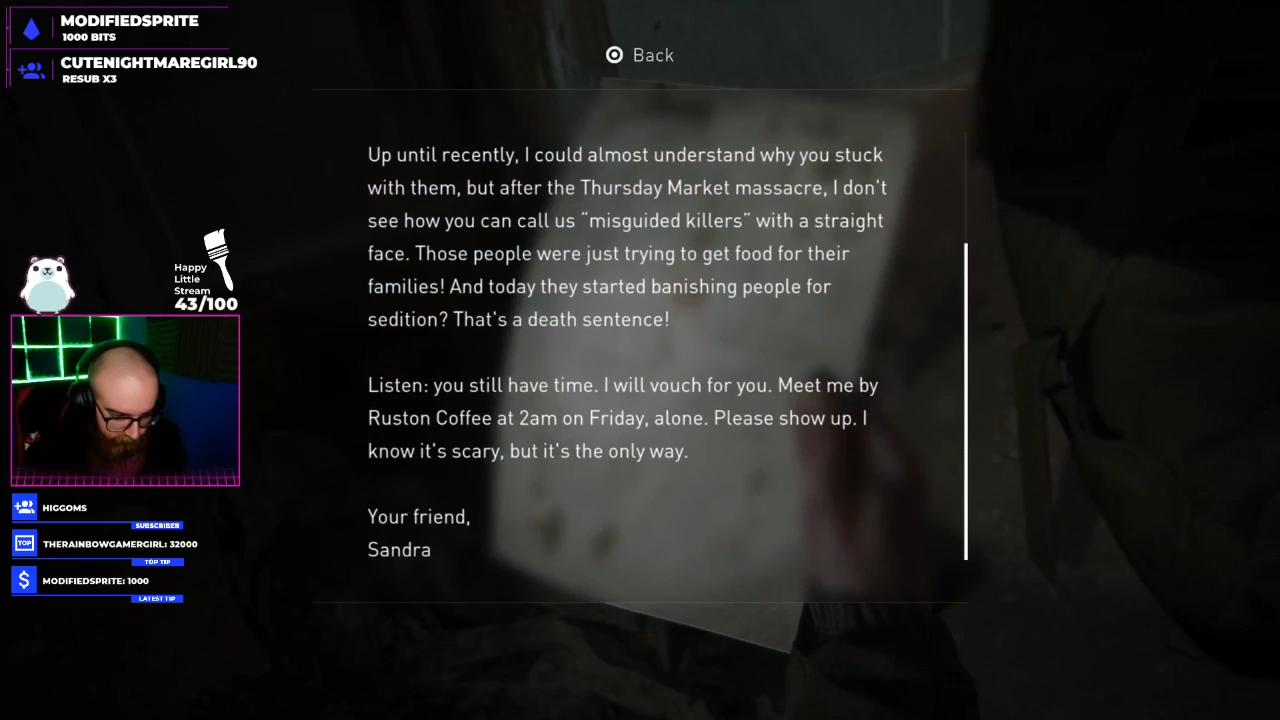 MODIFIEDSPRITE
1000 BITS
CUTENIGHTMAREGIRL90
RESUB X3
Back
Up until recently, I could almost understand why you stuck
with them, but after the Thursday Market massacre, I don't
see how you can call us "misguided killers" with a straight
face. Those people were just trying to get food for their
families! And today they started banishing people for
sedition? That's a death sentence!
Listen: you still have time. I will vouch for you. Meet me by
Ruston Coffee at 2am on Friday, alone. Please show up. I
know it's scary, but it's the only way.
Your friend,
Sandra
Happy
Little
Stream
43/100
HIGGOMS
SUBSCRIBER
TOP
THERAINBOWGAMERGIRL: 32000
TOP TIP
$
MODIFIEDSPRITE: 1000
LATEST TIP